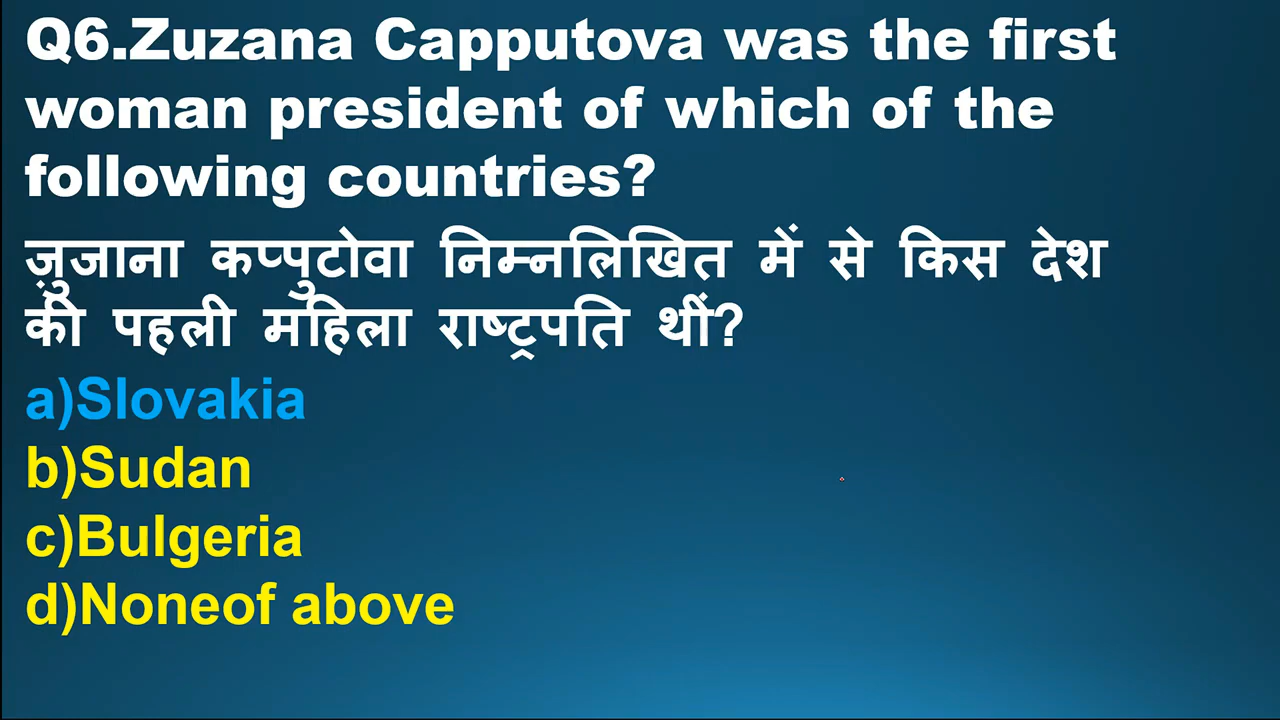 Q6.Zuzana Capputova was the first
woman president of which of the
following countries?
ज़ुजाना कप्पुटोवा निम्नलिखित में से किस देश
की पहली महिला राष्ट्रपति थीं?
a)Slovakia
b)Sudan
c)Bulgeria
d)Noneof above